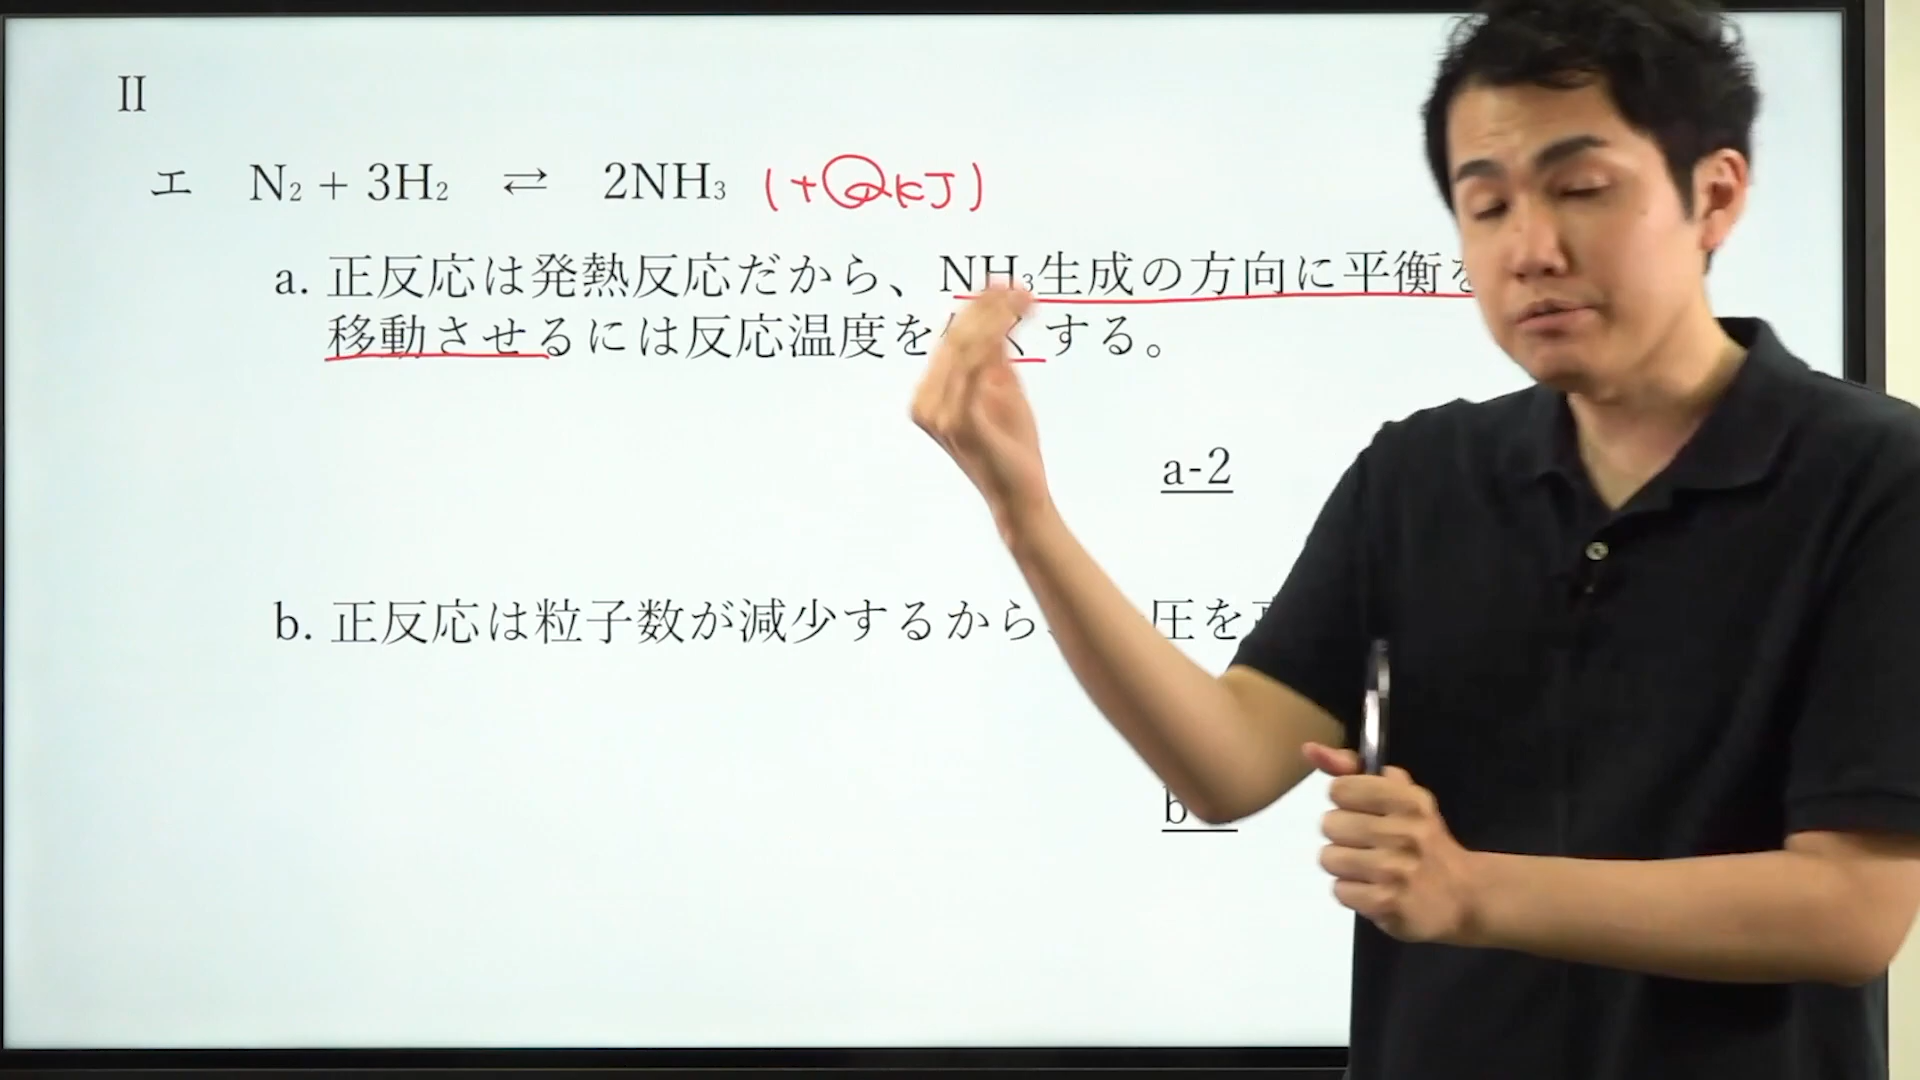 II
エ N₂ + 3H₂ ⇄ 2NH₃ (+QkJ)
a. 正反応は発熱反応だから、NH₃生成の方向に平衡を
移動させるには反応温度を くする。
a-2
b. 正反応は粒子数が減少するから 圧を
b